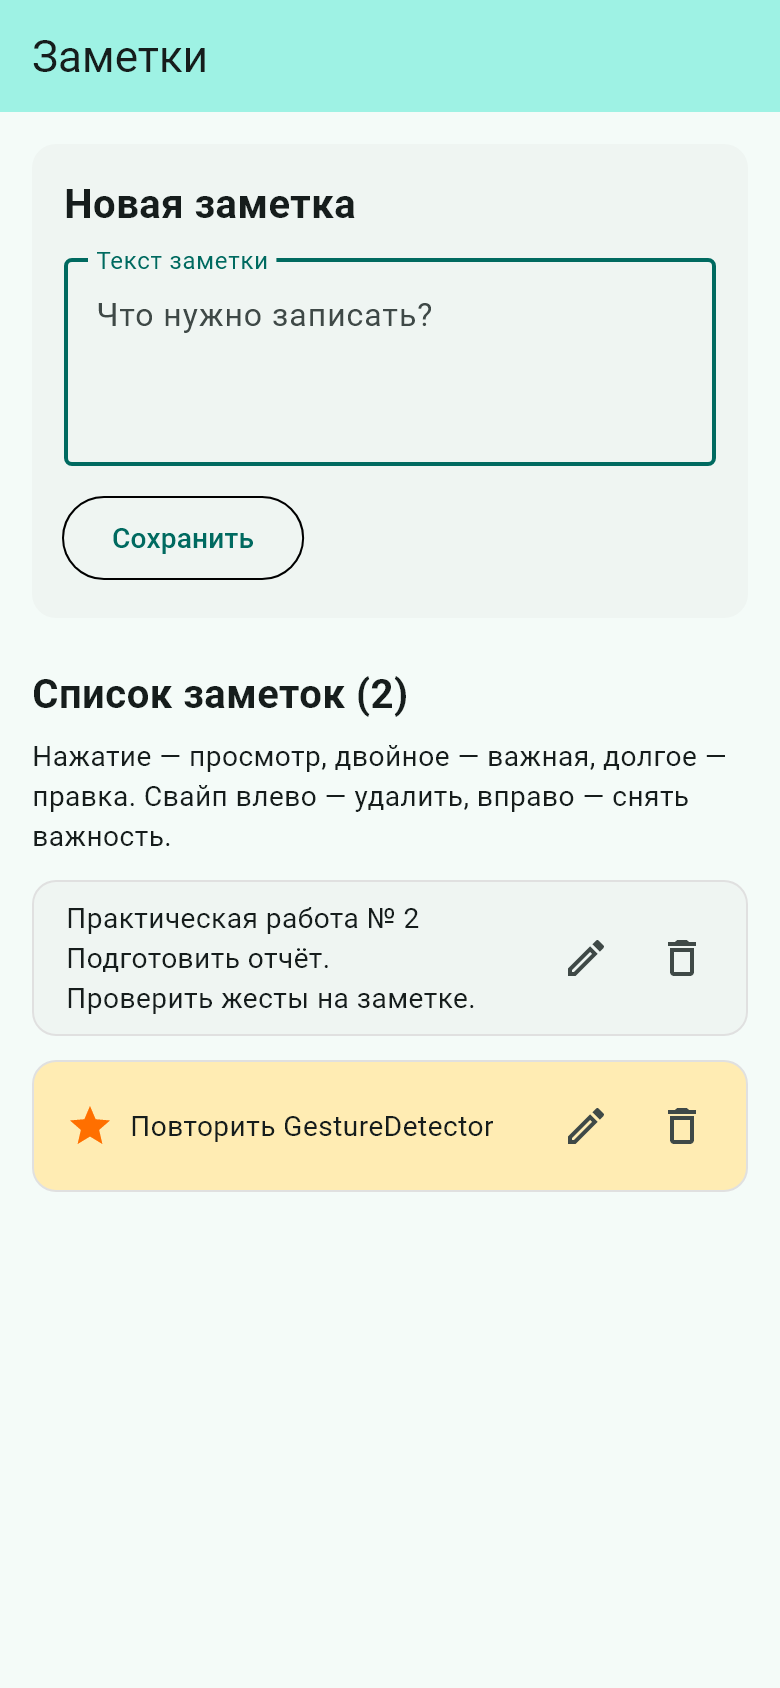 Заметки
Новая заметка
Текст заметки
Что нужно записать?
Сохранить
Список заметок (2)
Нажатие — просмотр, двойное — важная, долгое —
правка. Свайп влево — удалить, вправо — снять
важность.
Практическая работа № 2
Подготовить отчёт.
Проверить жесты на заметке.
Повторить GestureDetector